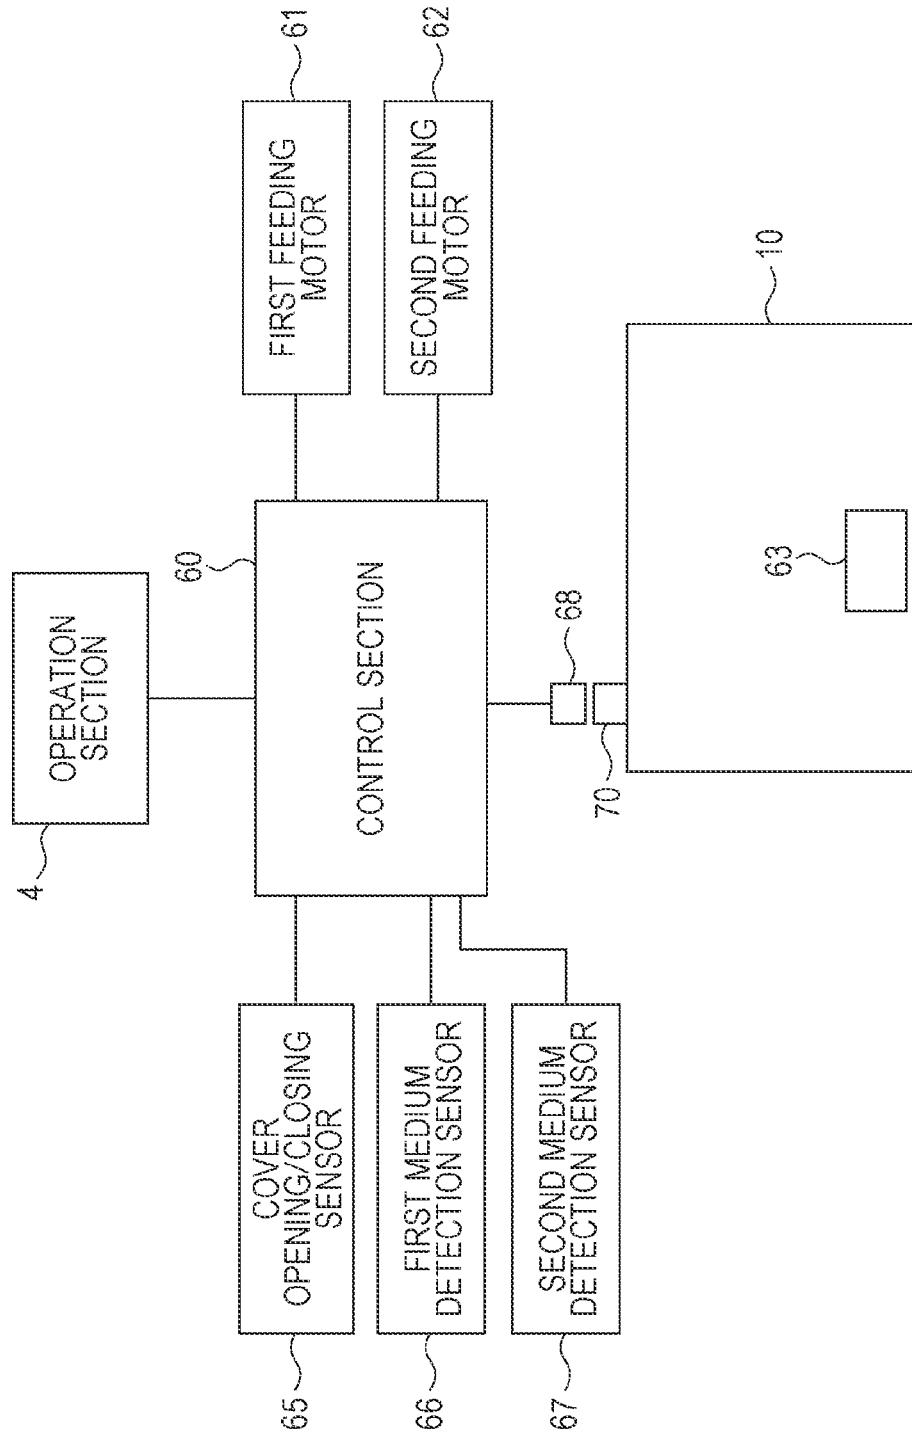 4
OPERATION
SECTION
65
COVER
OPENING/CLOSING
SENSOR
60
CONTROL SECTION
FIRST FEEDING
MOTOR
61
66
FIRST MEDIUM
DETECTION SENSOR
SECOND FEEDING
MOTOR
62
67
SECOND MEDIUM
DETECTION SENSOR
68
70
10
63